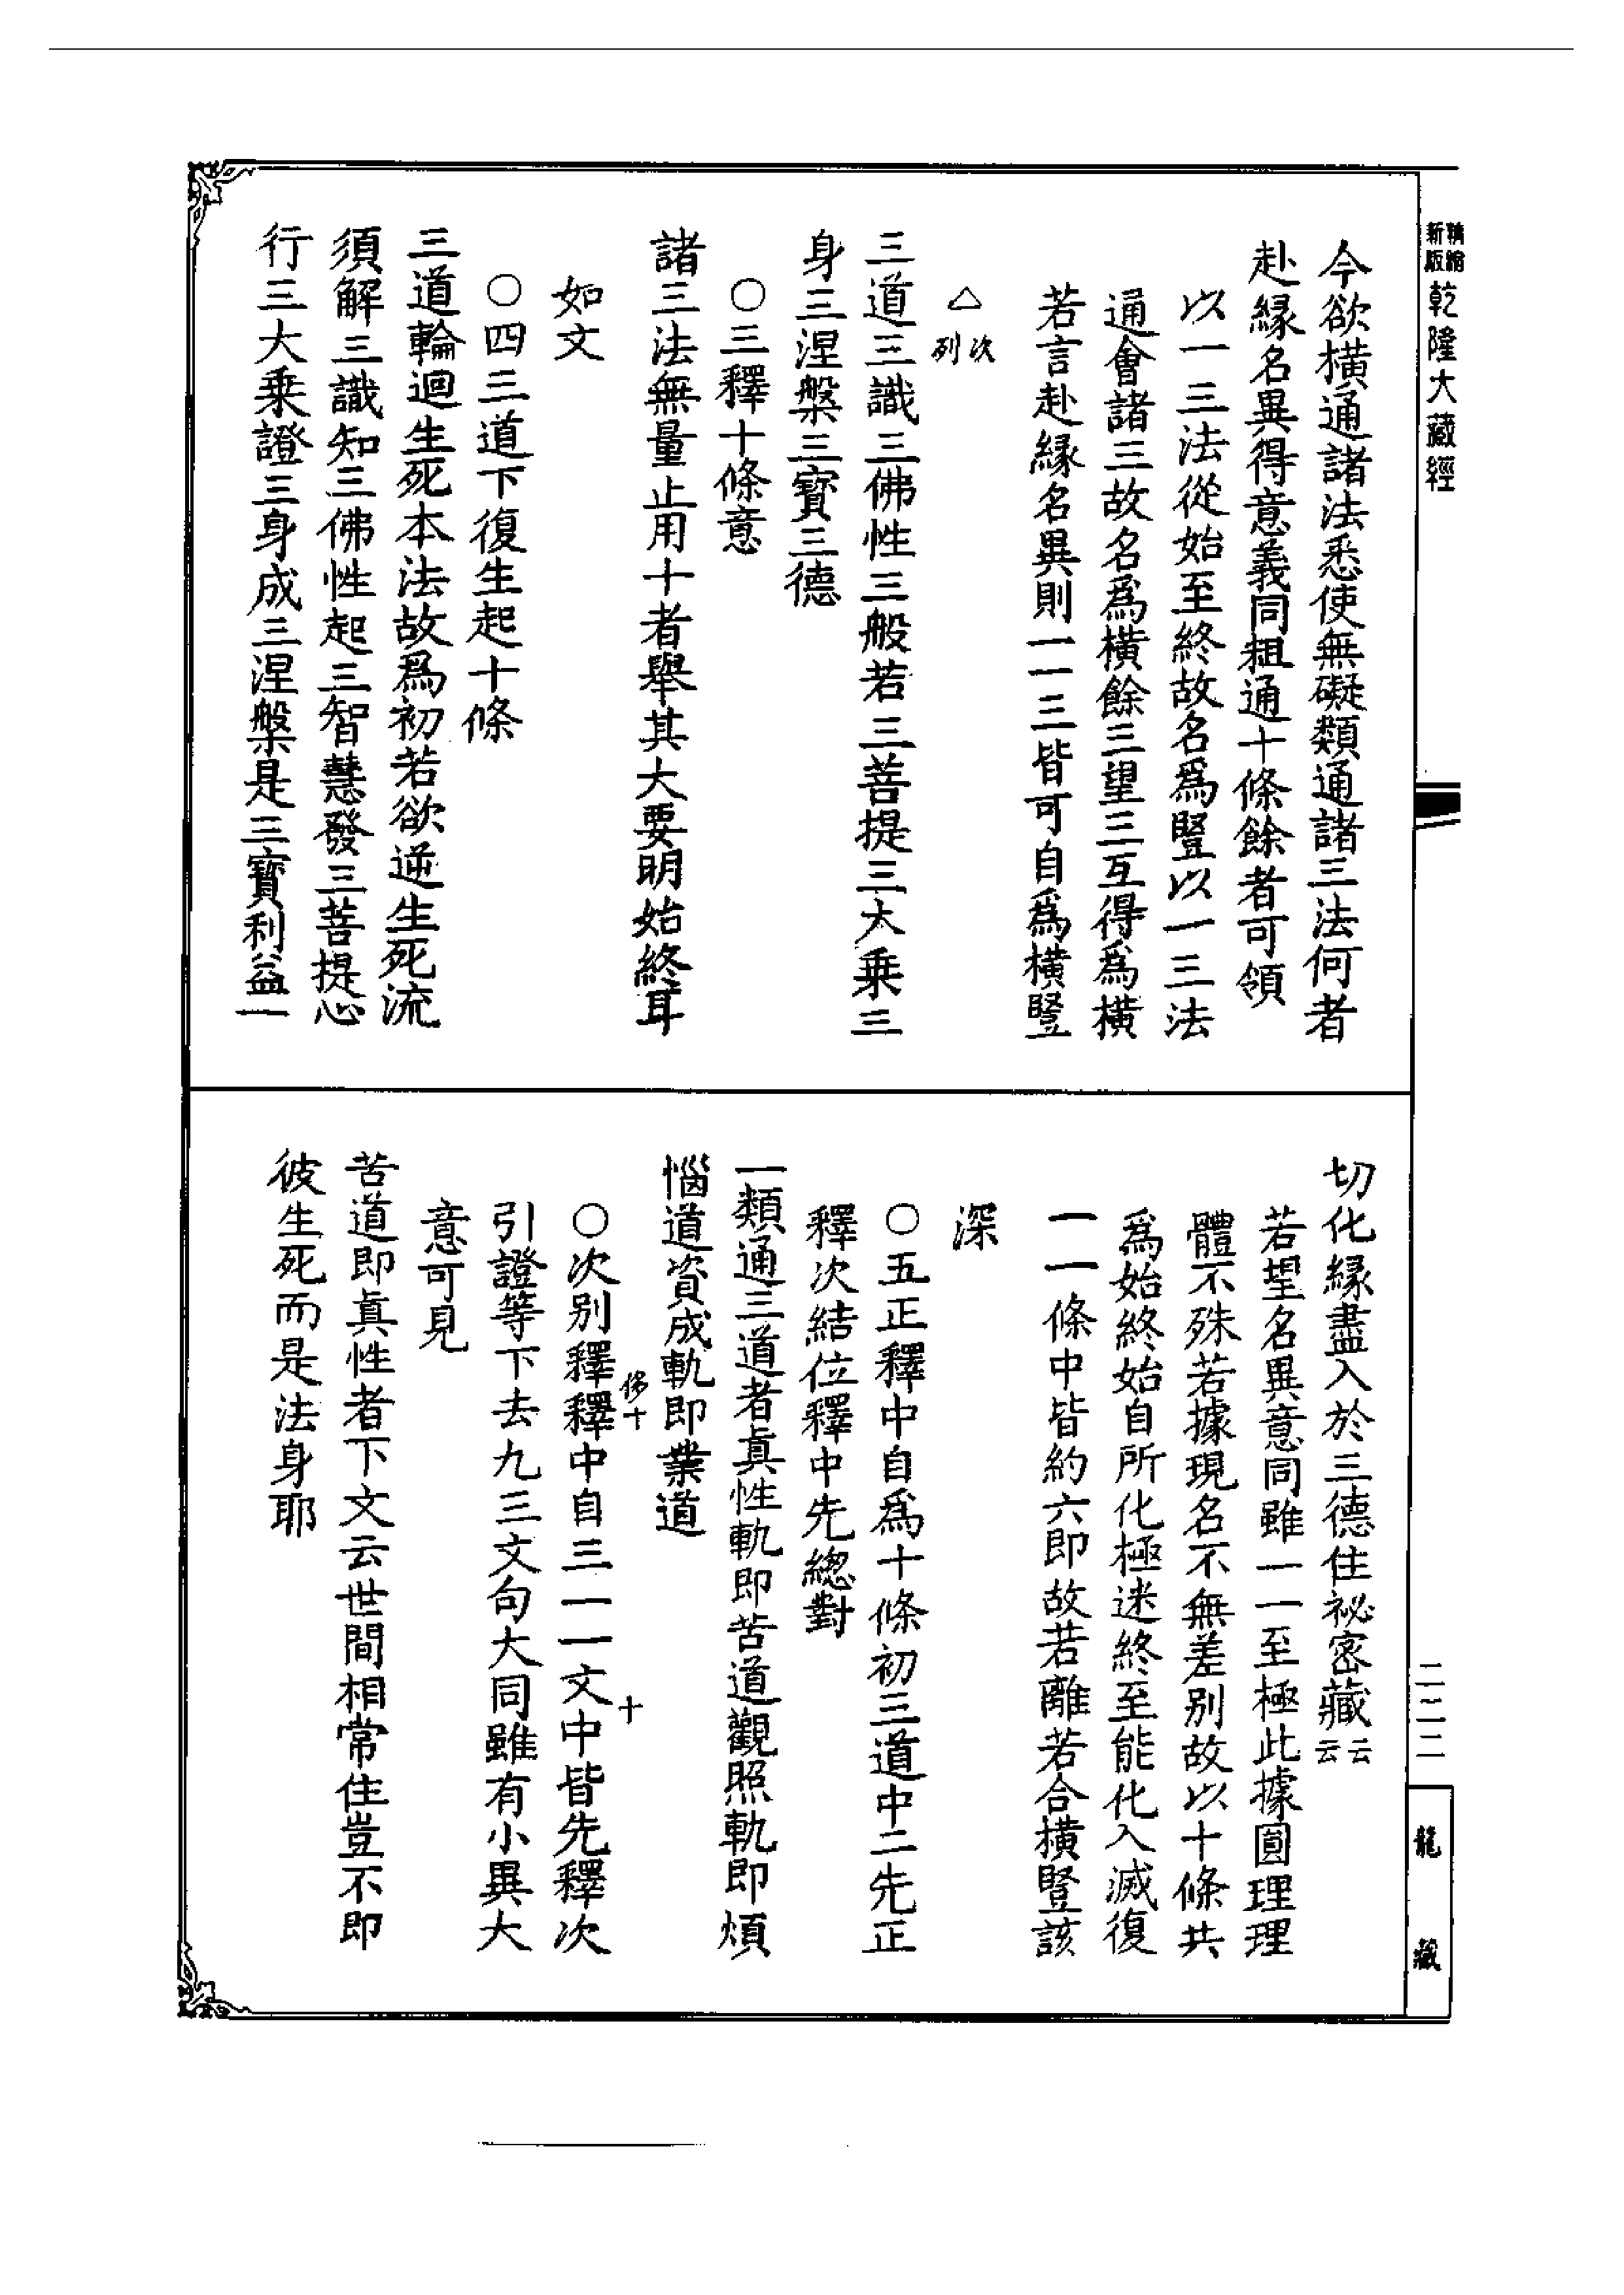 精繪
新版
乾隆大藏經
今欲橫通諸法悉使無礙類通諸三法何者
赴緣名異得意義同粗通十條餘者可領
以一三法從始至終故名爲豎以一三法
通會諸三故名爲橫餘三望三互得爲橫
若言赴緣名異則一一三皆可自爲橫豎
△次列
三道三識三佛性三般若三菩提三大乘三
身三涅槃三寶三德
○三釋十條意
諸三法無量止用十者舉其大要明始終耳
如文
○四三道下復生起十條
三道輪迴生死本法故爲初若欲逆生死流
須解三識知三佛性起三智慧發三菩提心
行三大乘證三身成三涅槃是三寶利益一
切化緣盡入於三德住祕密藏云云
若望名異意同雖一一至極此據圓理理
體不殊若據現名不無差別故以十條共
爲始終始自所化極迷終至能化入滅復
一一條中皆約六即故若離若合橫豎該
深
○五正釋中自爲十條初三道中二先正
釋次結位釋中先總對
一類通三道者眞性軌即苦道觀照軌即煩
惱道資成軌即業道
○次別釋釋中自三一一文中皆先釋次
引證等下去九三文句大同雖有小異大
意可見
苦道即眞性者下文云世間相常住豈不即
彼生死而是法身耶
十
二二二
龍藏